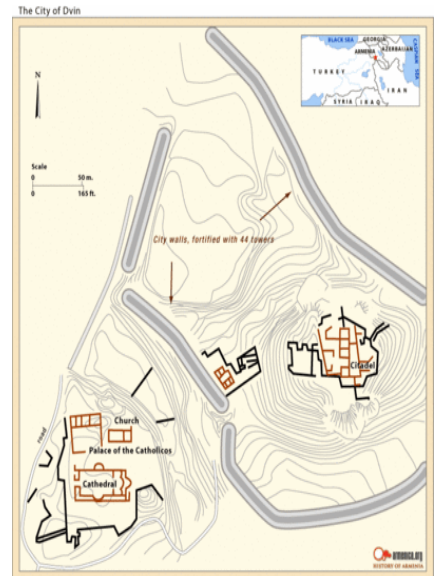 The City of Dvin
BLACK SEA
GEORGIA
CASPIAN SEA
ARMENIA
AZERBAIJAN
TURKEY
IRAN
SYRIA
IRAQ
N
Scale
0 50 m.
0 165 ft.
City walls, fortified with 44 towers
Citadel
Church
road
Palace of the Catholicos
Cathedral
armenica.org
HISTORY OF ARMENIA